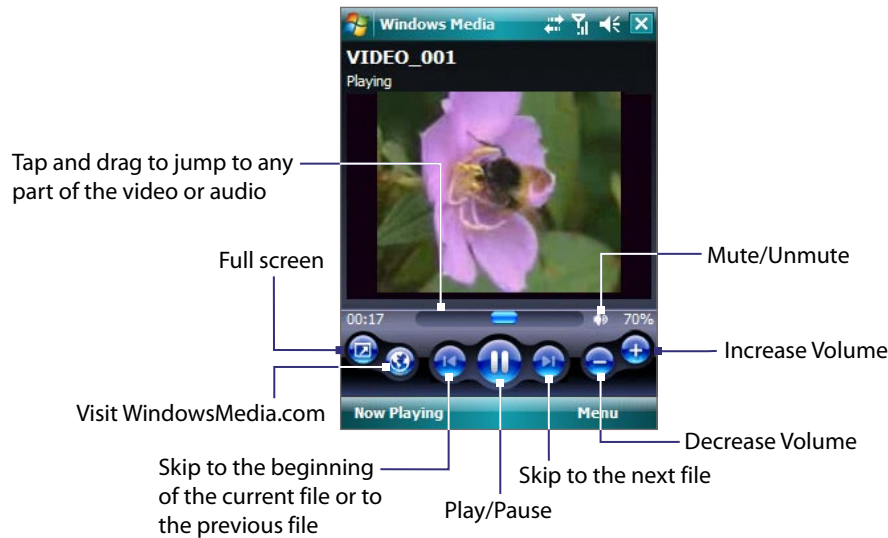 Windows Media
VIDEO_001
Playing
Tap and drag to jump to any
part of the video or audio
Full screen
Mute/Unmute
00:17
70%
Increase Volume
Visit WindowsMedia.com
Now Playing
Menu
Decrease Volume
Skip to the beginning
of the current file or to
the previous file
Skip to the next file
Play/Pause